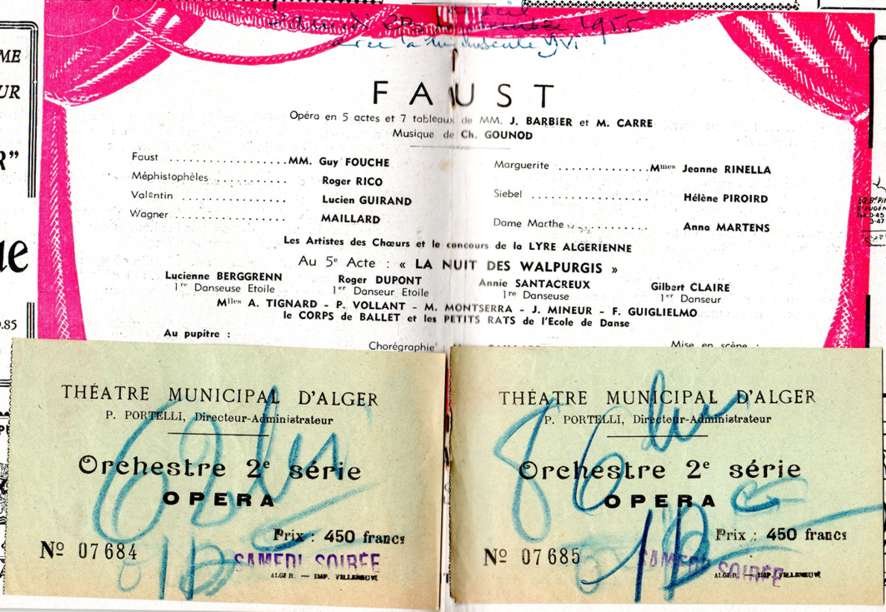 FAUST
Opéra en 5 actes et 7 tableaux de MM. J. BARBIER et M. CARRE
Musique de Ch. GOUNOD
Faust .................... MM. Guy FOUCHE
Méphistophèles .................... Roger RICO
Valentin .................... Lucien GUIRAND
Wagner .................... MAILLARD
Marguerite .................... Mmes Jeanne RINELLA
Siebel .................... Hélène PIROIRD
Dame Marthe .................... Anna MARTENS
Les Artistes des Chœurs et le concours de la LYRE ALGERIENNE
Au 5e Acte : « LA NUIT DES WALPURGIS »
Lucienne BERGGRENN Roger DUPONT Annie SANTACREUX Gilbert CLAIRE
1re Danseuse Etoile 1er Danseur Etoile 1re Danseuse 1er Danseur
Mlles A. TIGNARD - P. VOLLANT - M. MONTSERRA - J. MINEUR - F. GUIGLIELMO
le CORPS de BALLET et les PETITS RATS de l'Ecole de Danse
Au pupitre :
Chorégraphie
Mise en scène :
THÉATRE MUNICIPAL D'ALGER
P. PORTELLI, Directeur-Administrateur
Orchestre 2e série
OPERA
Prix : 450 francs
No 07684
SAMEDI SOIRÉE
ALGER. — IMP. VILLENEUVE
THÉATRE MUNICIPAL D'ALGER
P. PORTELLI, Directeur-Administrateur
Orchestre 2e série
OPERA
Prix : 450 francs
No 07685
SAMEDI SOIRÉE
ALGER. — IMP. VILLENEUVE